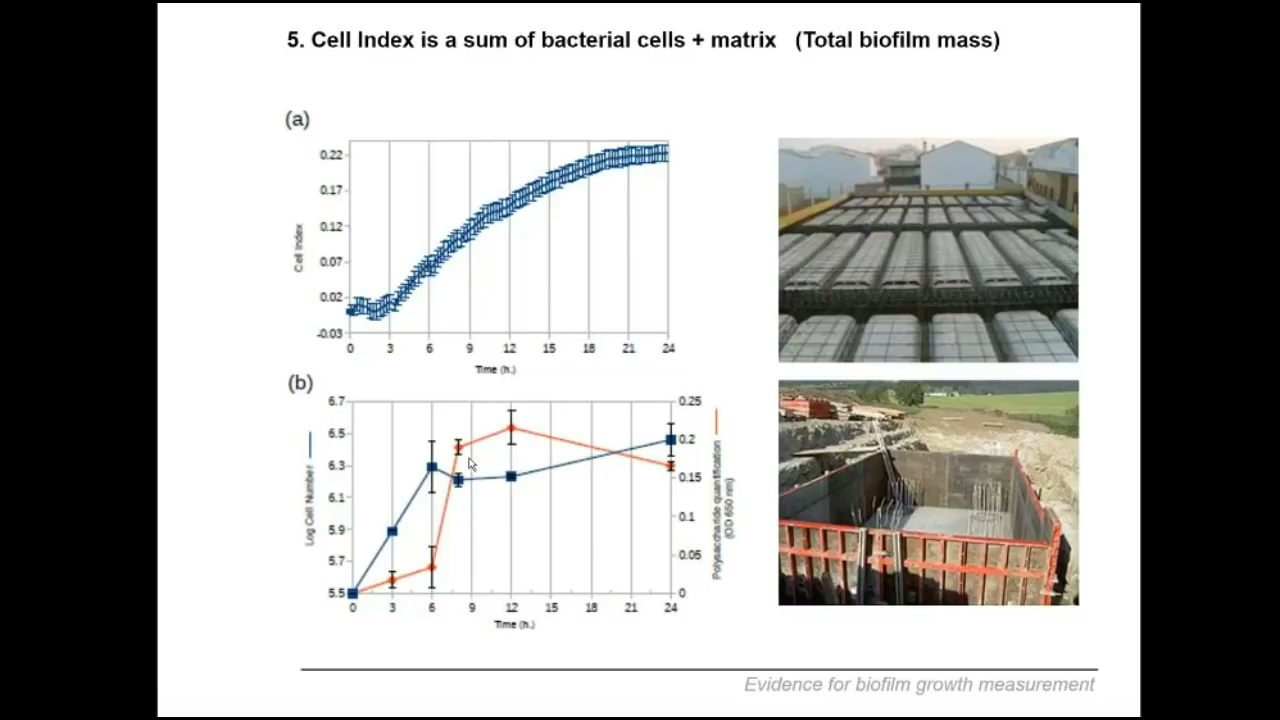 5. Cell Index is a sum of bacterial cells + matrix (Total biofilm mass)
(a)
0.22
0.17
0.12
0.07
0.02
-0.03
Cell Index
0 3 6 9 12 15 18 21 24
Time (h.)
(b)
6.7
6.5
6.3
6.1
5.9
5.7
5.5
Log Cell Number
0.25
0.2
0.15
0.1
0.05
0
Polysaccharide quantification
(OD 650 nm)
0 3 6 9 12 15 18 21 24
Time (h.)
Evidence for biofilm growth measurement